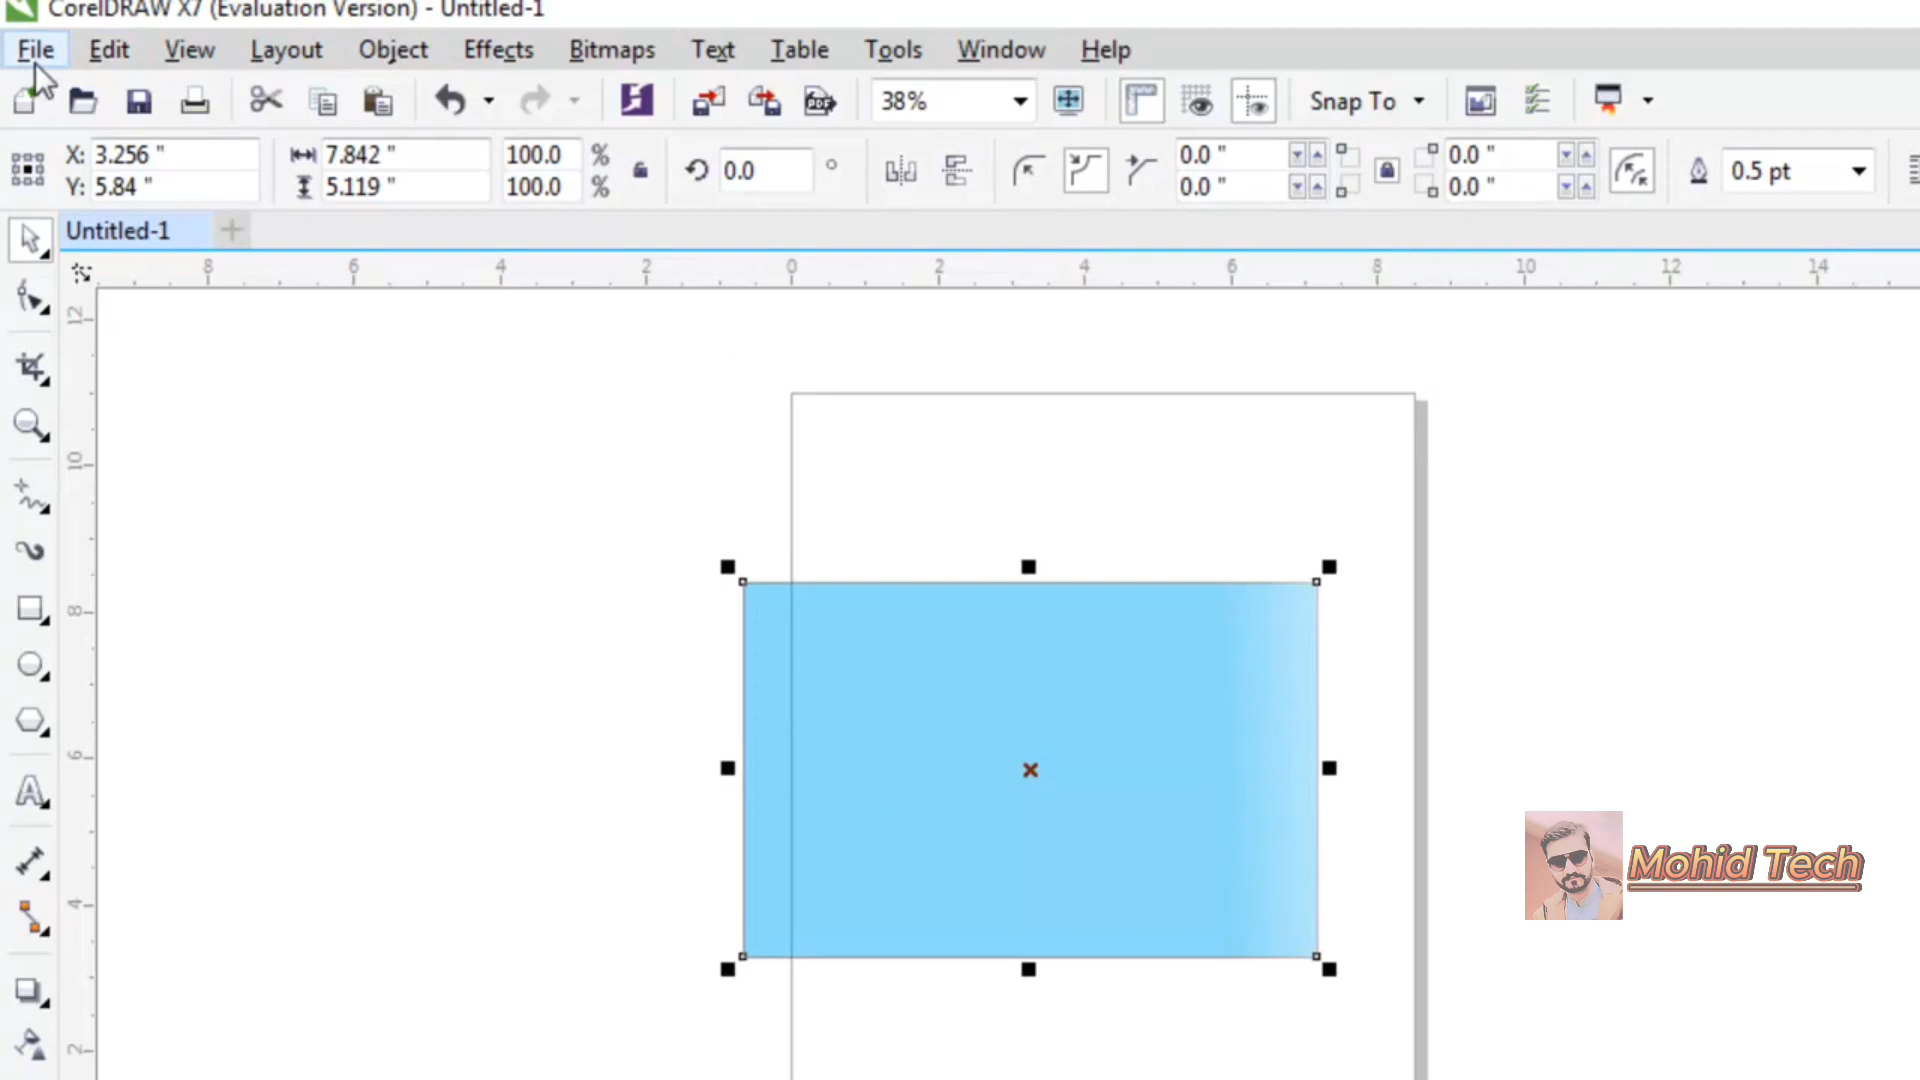 CorelDRAW X7 (Evaluation Version) - Untitled-1
File Edit View Layout Object Effects Bitmaps Text Table Tools Window Help
PDF 38% Snap To
X: 3.256 " 7.842 " 100.0 % 0.0 ° 0.0 " 0.0 " 0.5 pt
Y: 5.84 " 5.119 " 100.0 % 0.0 " 0.0 "
Untitled-1
8 6 4 2 0 2 4 6 8 10 12 14
12
10
8
6
4
2
Mohid Tech